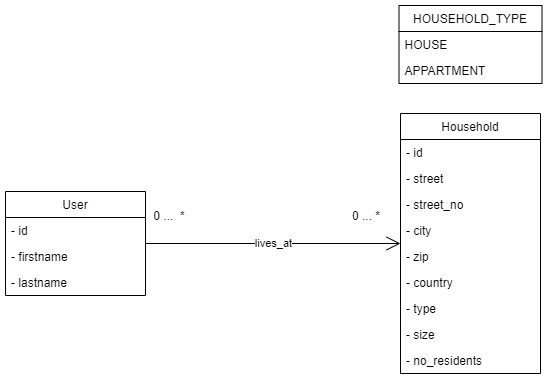 HOUSEHOLD_TYPE
HOUSE
APPARTMENT
Household
- id
- street
- street_no
- city
- zip
- country
- type
- size
- no_residents
User
- id
- firstname
- lastname
0 ... *
lives_at
0 ... *